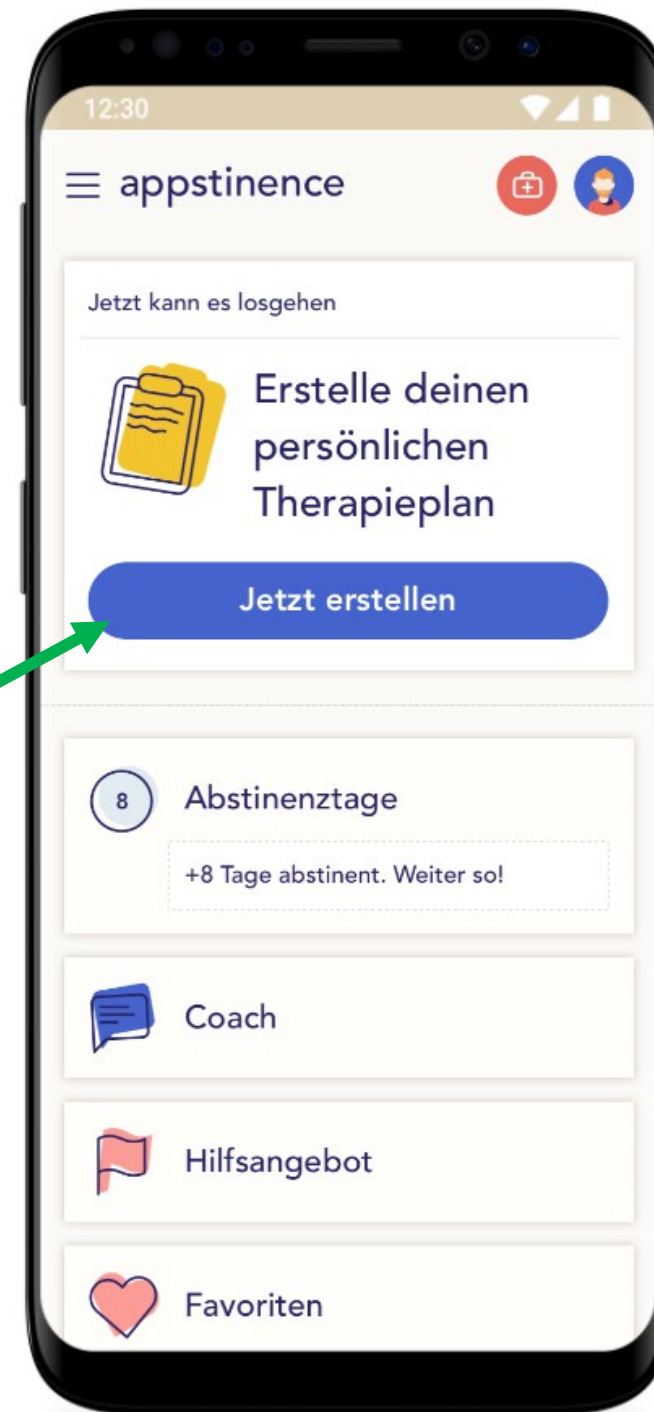 12:30
appstinence
Jetzt kann es losgehen
Erstelle deinen
persönlichen
Therapieplan
Jetzt erstellen
8
Abstinenztage
+8 Tage abstinent. Weiter so!
Coach
Hilfsangebot
Favoriten